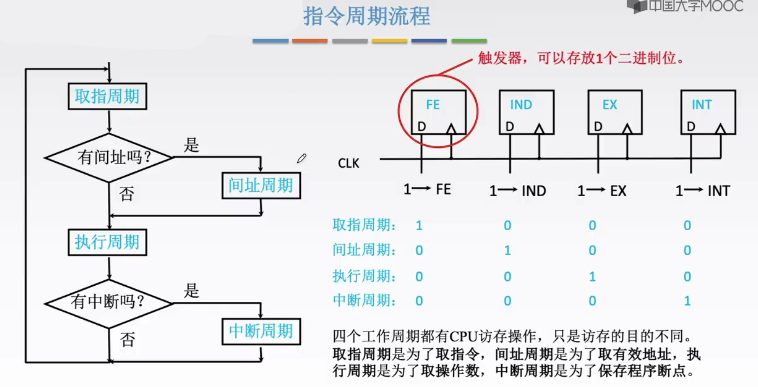 指令周期流程
中国大学MOOC
触发器，可以存放1个二进制位。
取指周期
有间址吗?
是
间址周期
否
执行周期
有中断吗?
是
中断周期
否
FE IND EX INT
D D D D
CLK
1→ FE 1→ IND 1→ EX 1→ INT
取指周期： 1 0 0 0
间址周期： 0 1 0 0
执行周期： 0 0 1 0
中断周期： 0 0 0 1
四个工作周期都有CPU访存操作，只是访存的目的不同。
取指周期是为了取指令，间址周期是为了取有效地址，执
行周期是为了取操作数，中断周期是为了保存程序断点。